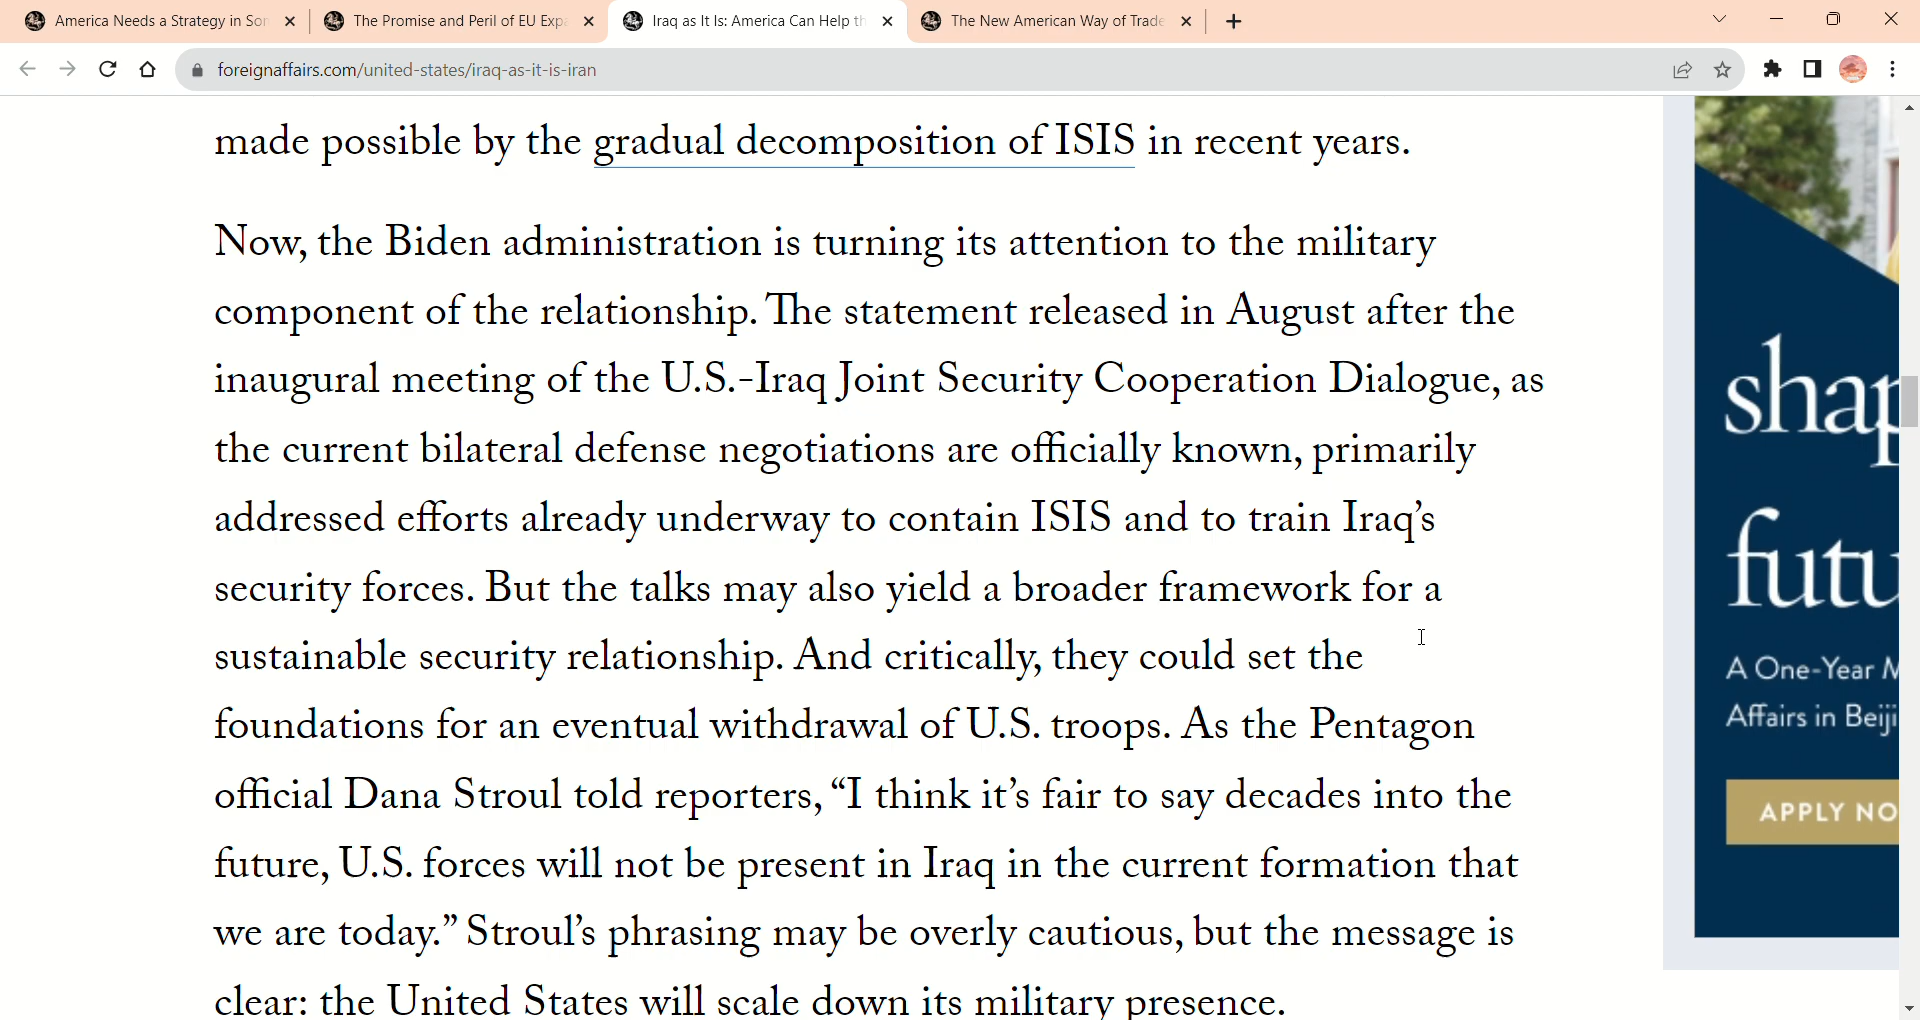 America Needs a Strategy in So
The Promise and Peril of EU Exp
Iraq as It Is: America Can Help th
The New American Way of Trade
foreignaffairs.com/united-states/iraq-as-it-is-iran
made possible by the gradual decomposition of ISIS in recent years.
Now, the Biden administration is turning its attention to the military
component of the relationship. The statement released in August after the
inaugural meeting of the U.S.-Iraq Joint Security Cooperation Dialogue, as
the current bilateral defense negotiations are officially known, primarily
addressed efforts already underway to contain ISIS and to train Iraq’s
security forces. But the talks may also yield a broader framework for a
sustainable security relationship. And critically, they could set the
foundations for an eventual withdrawal of U.S. troops. As the Pentagon
official Dana Stroul told reporters, “I think it’s fair to say decades into the
future, U.S. forces will not be present in Iraq in the current formation that
we are today.” Stroul’s phrasing may be overly cautious, but the message is
clear: the United States will scale down its military presence.
shap
futu
A One-Year M
Affairs in Beiji
APPLY NO